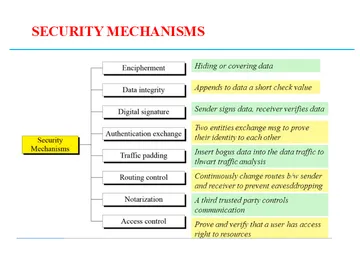 SECURITY MECHANISMS
Encipherment
Hiding or covering data
Data integrity
Appends to data a short check value
Digital signature
Sender signs data, receiver verifies data
Authentication exchange
Two entities exchange msg to prove
their identity to each other
Security
Mechanisms
Traffic padding
Insert bogus data into the data traffic to
thwart traffic analysis
Routing control
Continuously change routes b/w sender
and receiver to prevent eavesddropping
Notarization
A third trusted party controls
communication
Access control
Prove and verify that a user has access
right to resources